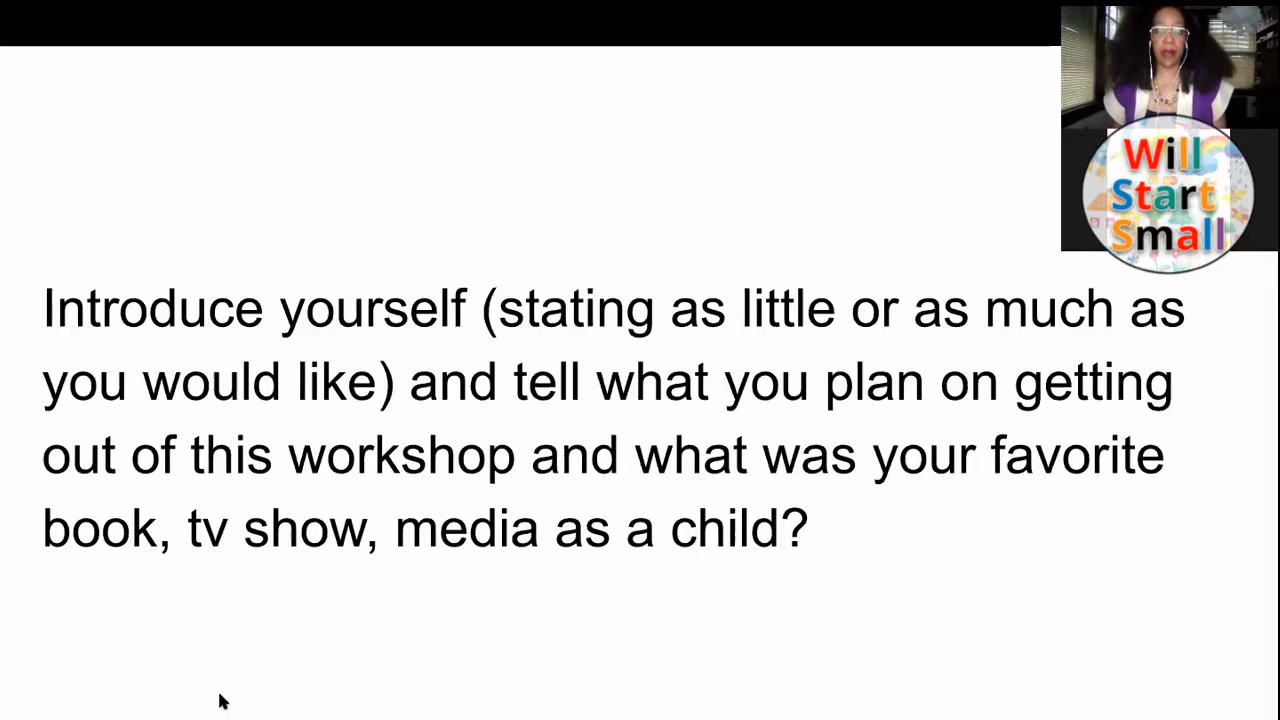 Will
Start
Small
Introduce yourself (stating as little or as much as
you would like) and tell what you plan on getting
out of this workshop and what was your favorite
book, tv show, media as a child?